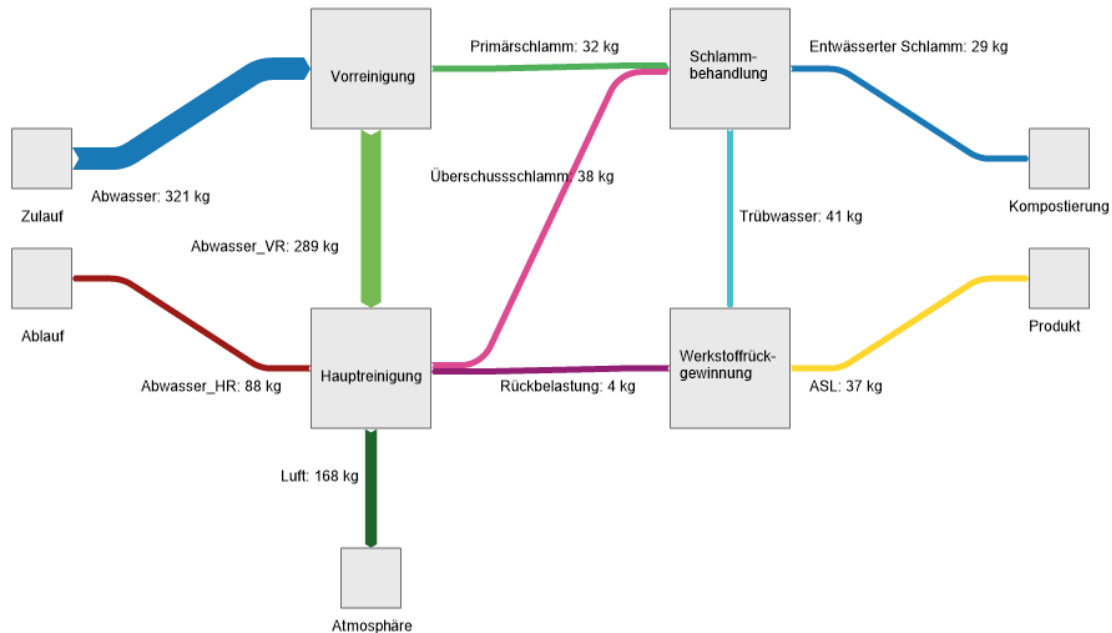 Primärschlamm: 32 kg
Entwässerter Schlamm: 29 kg
Vorreinigung
Schlamm-
behandlung
Abwasser: 321 kg
Zulauf
Überschussschlamm: 38 kg
Kompostierung
Trübwasser: 41 kg
Abwasser_VR: 289 kg
Ablauf
Produkt
Hauptreinigung
Werkstoffrück-
gewinnung
Abwasser_HR: 88 kg
Rückbelastung: 4 kg
ASL: 37 kg
Luft: 168 kg
Atmosphäre